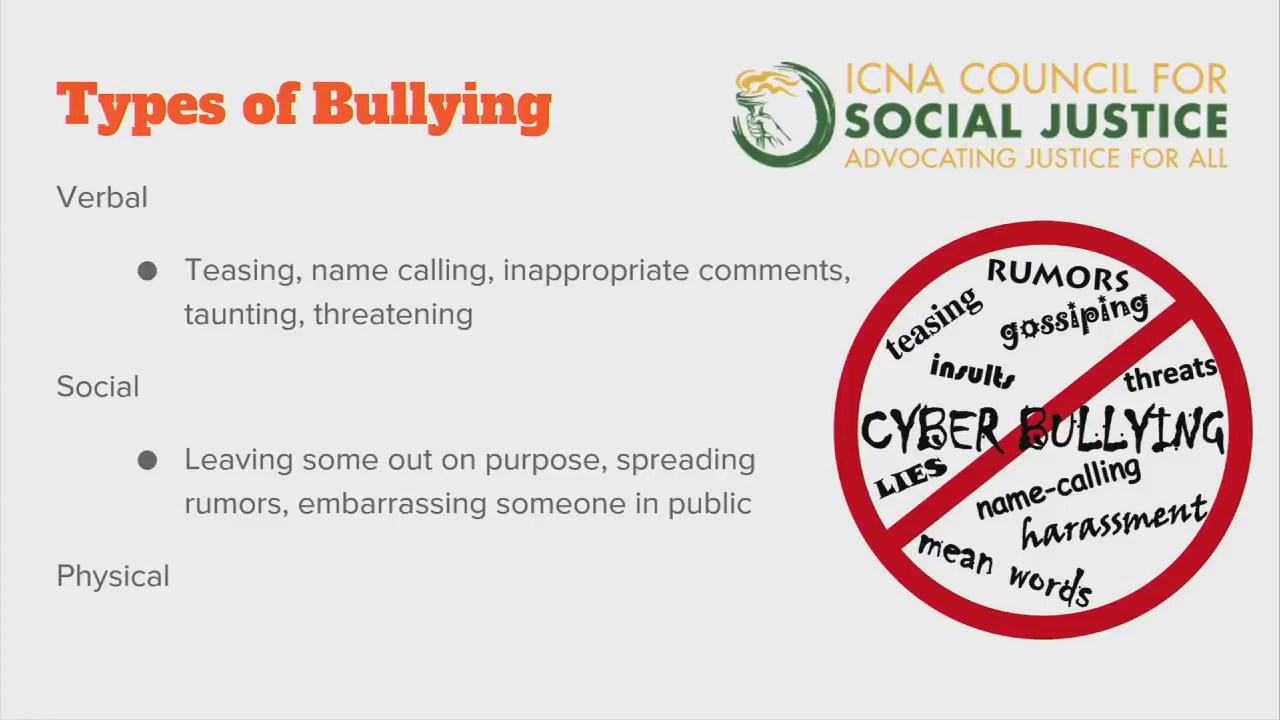 Types of Bullying
ICNA COUNCIL FOR
SOCIAL JUSTICE
ADVOCATING JUSTICE FOR ALL
Verbal
● Teasing, name calling, inappropriate comments,
taunting, threatening
Social
● Leaving some out on purpose, spreading
rumors, embarrassing someone in public
Physical
RUMORS
teasing
gossiping
insults
threats
CYBER BULLYING
LIES
name-calling
harassment
mean words